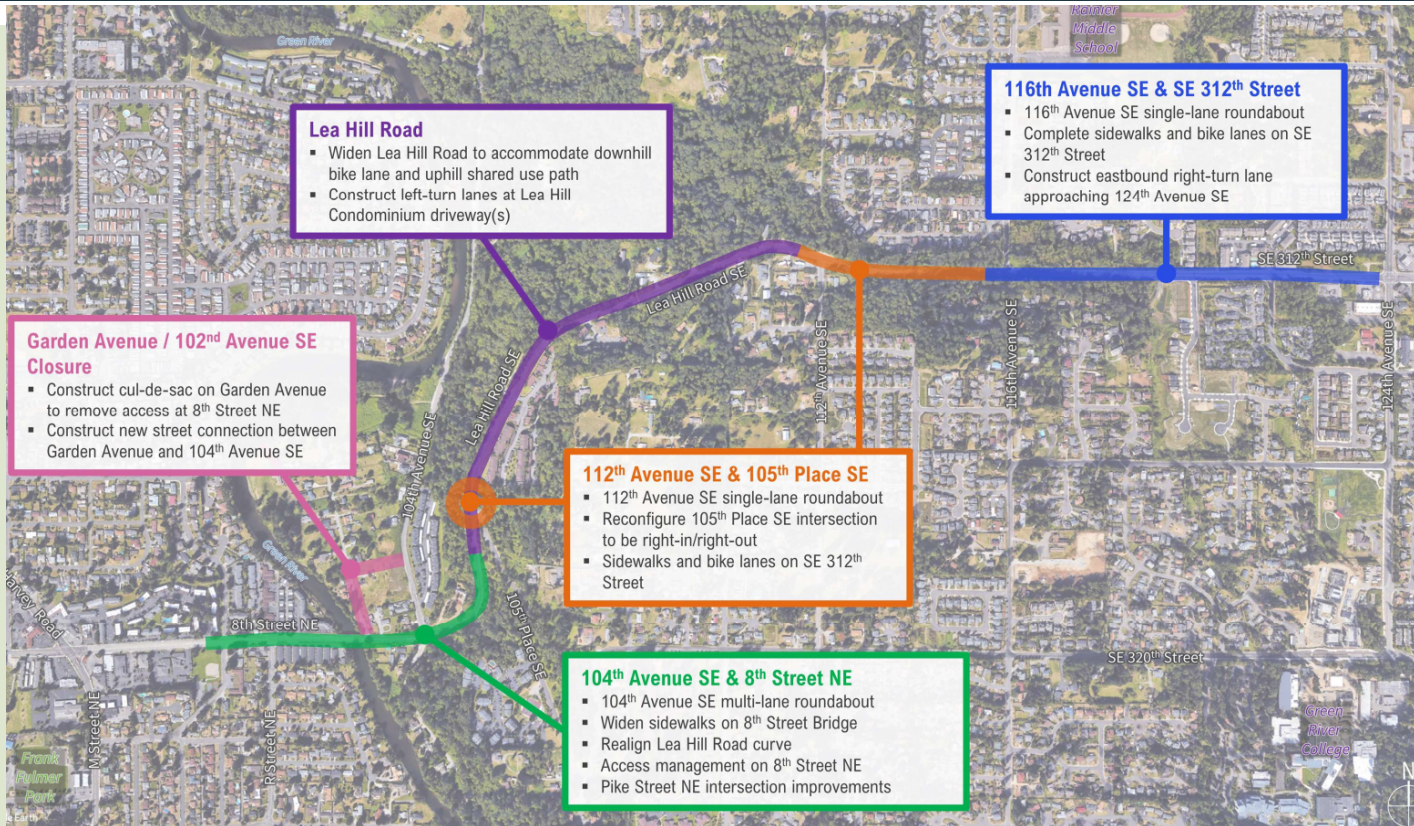 Rainier
Middle
School
Green River
116th Avenue SE & SE 312th Street
▪ 116th Avenue SE single-lane roundabout
▪ Complete sidewalks and bike lanes on SE
312th Street
▪ Construct eastbound right-turn lane
approaching 124th Avenue SE
Lea Hill Road
▪ Widen Lea Hill Road to accommodate downhill
bike lane and uphill shared use path
▪ Construct left-turn lanes at Lea Hill
Condominium driveway(s)
SE 312th Street
Lea Hill Road SE
Lea Hill Road SE
112th Avenue SE
116th Avenue SE
124th Avenue SE
Garden Avenue / 102nd Avenue SE
Closure
▪ Construct cul-de-sac on Garden Avenue
to remove access at 8th Street NE
▪ Construct new street connection between
Garden Avenue and 104th Avenue SE
104th Avenue SE
112th Avenue SE & 105th Place SE
▪ 112th Avenue SE single-lane roundabout
▪ Reconfigure 105th Place SE intersection
to be right-in/right-out
▪ Sidewalks and bike lanes on SE 312th
Street
Green River
Harvey Road
8th Street NE
105th Place SE
SE 320th Street
104th Avenue SE & 8th Street NE
▪ 104th Avenue SE multi-lane roundabout
▪ Widen sidewalks on 8th Street Bridge
▪ Realign Lea Hill Road curve
▪ Access management on 8th Street NE
▪ Pike Street NE intersection improvements
M Street NE
R Street NE
Green
River
College
Frank
Fulmer
Park
N
Earth